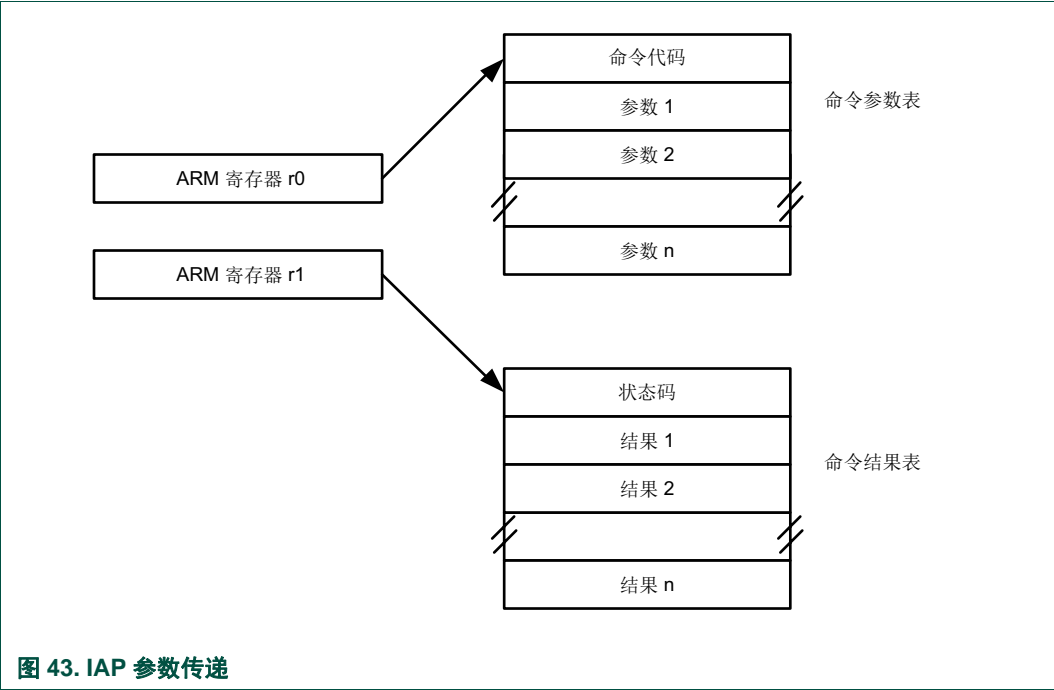 命令代码
参数 1
命令参数表
参数 2
ARM 寄存器 r0
参数 n
ARM 寄存器 r1
状态码
结果 1
命令结果表
结果 2
结果 n
图 43. IAP 参数传递